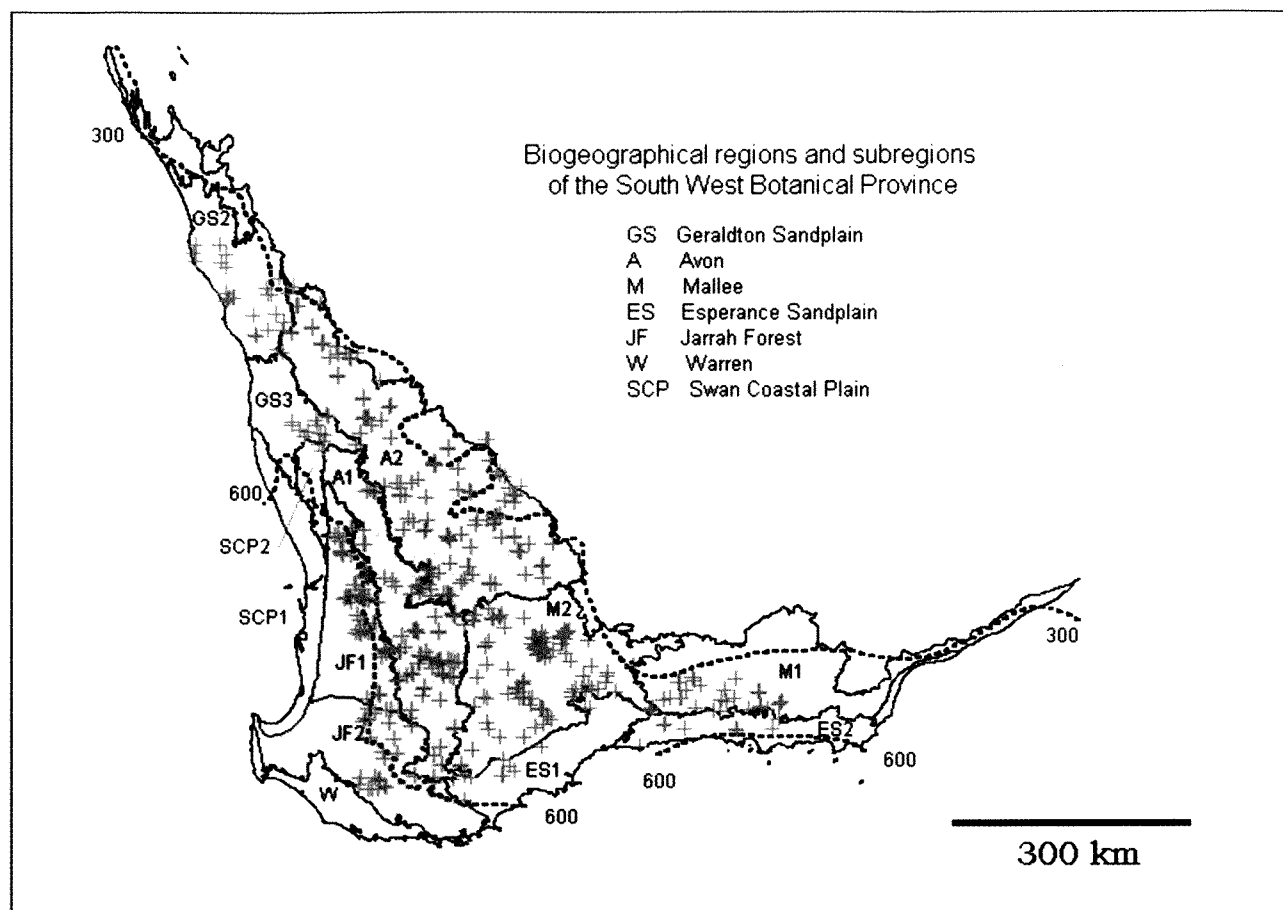 300
Biogeographical regions and subregions
of the South West Botanical Province
GS Geraldton Sandplain
A Avon
M Mallee
ES Esperance Sandplain
JF Jarrah Forest
W Warren
SCP Swan Coastal Plain
GS2
GS3
A2
A1
600
SCP2
SCP1
M2
300
JF1
M1
JF2
ES2
600
ES1
600
W
600
300 km